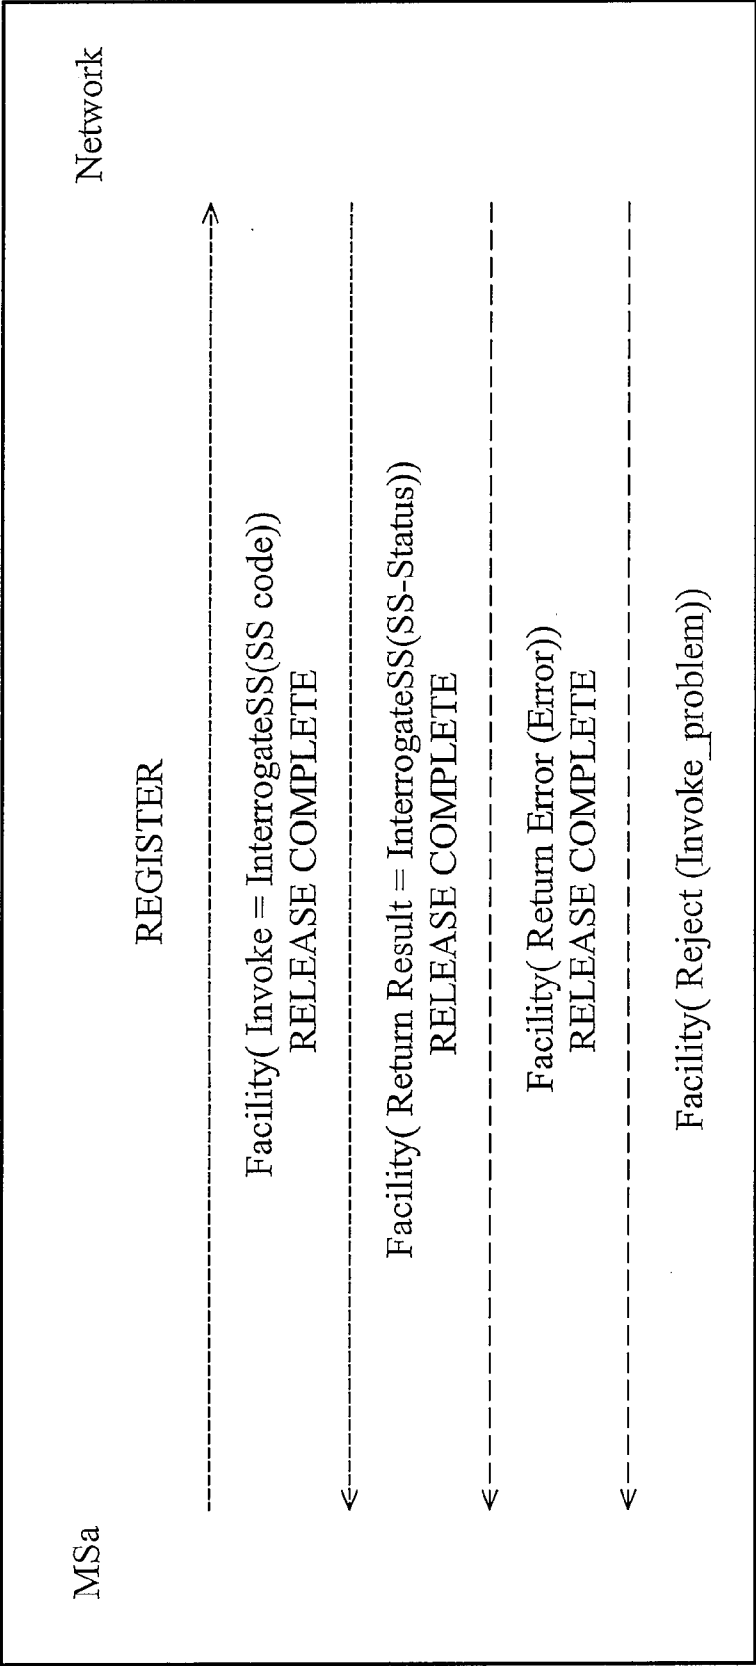 MSa Network
REGISTER
Facility( Invoke = InterrogateSS(SS code))
RELEASE COMPLETE
Facility( Return Result = InterrogateSS(SS-Status))
RELEASE COMPLETE
Facility( Return Error (Error))
RELEASE COMPLETE
Facility( Reject (Invoke_problem))